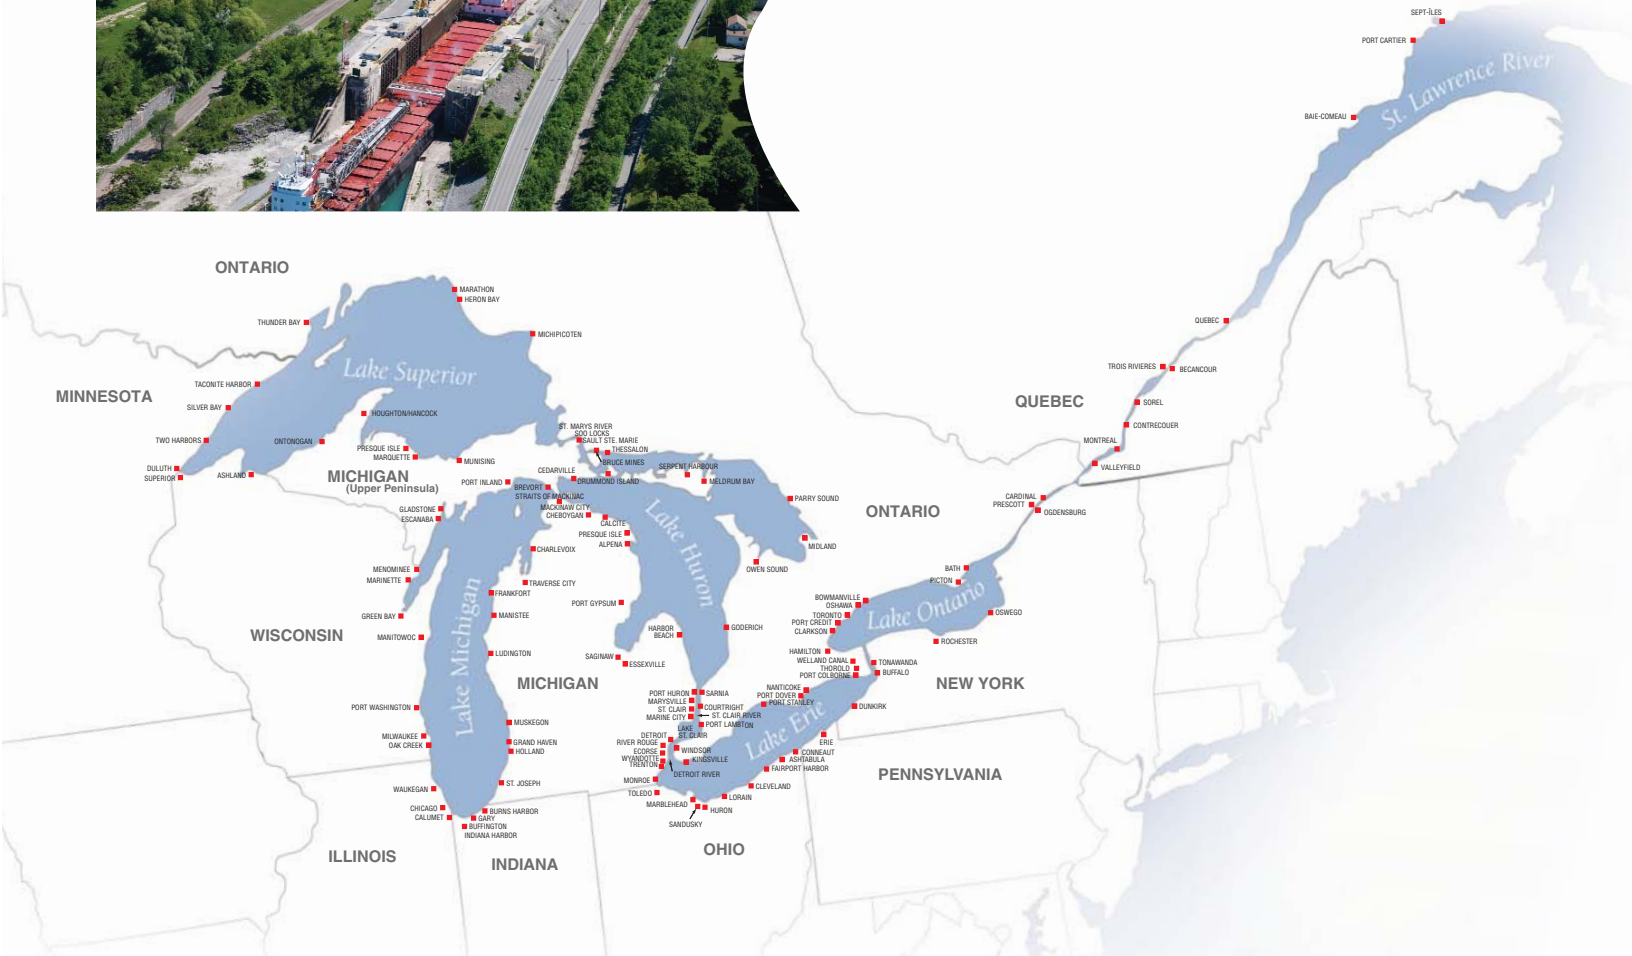 SEPT-ÎLES
PORT CARTIER
St. Lawrence River
BAIE-COMEAU
ONTARIO
MARATHON
HERON BAY
THUNDER BAY
MICHIPICOTEN
QUEBEC
Lake Superior
TROIS RIVIERES
BECANCOUR
TACONITE HARBOR
MINNESOTA
QUEBEC
SOREL
SILVER BAY
HOUGHTON/HANCOCK
CONTRECOUER
ST. MARYS RIVER
SOO LOCKS
SAULT STE. MARIE
TWO HARBORS
ONTONOGAN
MONTREAL
PRESQUE ISLE
THESSALON
MARQUETTE
MUNISING
BRUCE MINES
SERPENT HARBOUR
VALLEYFIELD
DULUTH
SUPERIOR
ASHLAND
MICHIGAN
(Upper Peninsula)
CEDARVILLE
DRUMMOND ISLAND
MELDRUM BAY
PORT INLAND
BREVORT
STRAITS OF MACKINAC
PARRY SOUND
CARDINAL
PRESCOTT
OGDENSBURG
GLADSTONE
ESCANABA
MACKINAW CITY
CHEBOYGAN
CALCITE
Lake Huron
ONTARIO
PRESQUE ISLE
ALPENA
MIDLAND
CHARLEVOIX
OWEN SOUND
BATH
PICTON
MENOMINEE
MARINETTE
TRAVERSE CITY
FRANKFORT
Lake Michigan
PORT GYPSUM
BOWMANVILLE
OSHAWA
Lake Ontario
OSWEGO
GREEN BAY
MANISTEE
TORONTO
PORT CREDIT
CLARKSON
WISCONSIN
MANITOWOC
HARBOR
BEACH
GODERICH
ROCHESTER
LUDINGTON
SAGINAW
ESSEXVILLE
HAMILTON
WELLAND CANAL
THOROLD
PORT COLBORNE
TONAWANDA
BUFFALO
MICHIGAN
NEW YORK
PORT HURON
SARNIA
NANTICOKE
PORT DOVER
PORT STANLEY
MARYSVILLE
ST. CLAIR
MARINE CITY
COURTRIGHT
ST. CLAIR RIVER
PORT LAMBTON
DUNKIRK
PORT WASHINGTON
MUSKEGON
LAKE
ST. CLAIR
Lake Erie
MILWAUKEE
OAK CREEK
GRAND HAVEN
HOLLAND
DETROIT
RIVER ROUGE
ECORSE
WYANDOTTE
TRENTON
WINDSOR
KINGSVILLE
DETROIT RIVER
ERIE
CONNEAUT
ASHTABULA
FAIRPORT HARBOR
PENNSYLVANIA
MONROE
TOLEDO
WAUKEGAN
ST. JOSEPH
CLEVELAND
LORAIN
MARBLEHEAD
HURON
SANDUSKY
CHICAGO
CALUMET
BURNS HARBOR
GARY
BUFFINGTON
INDIANA HARBOR
ILLINOIS
INDIANA
OHIO